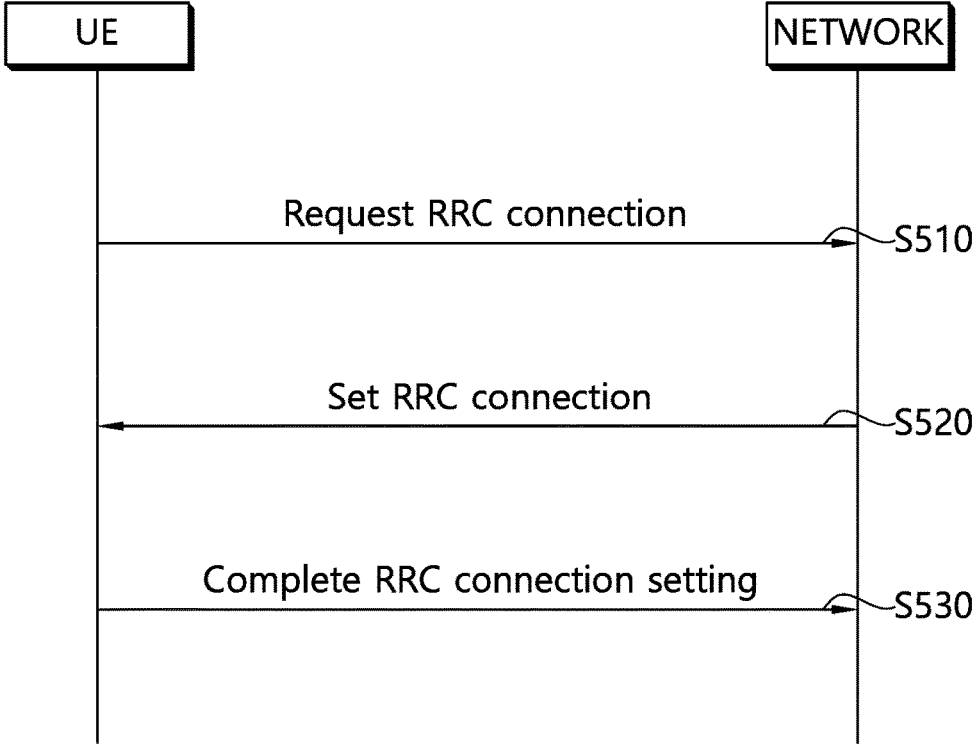 UE
NETWORK
Request RRC connection
S510
Set RRC connection
S520
Complete RRC connection setting
S530